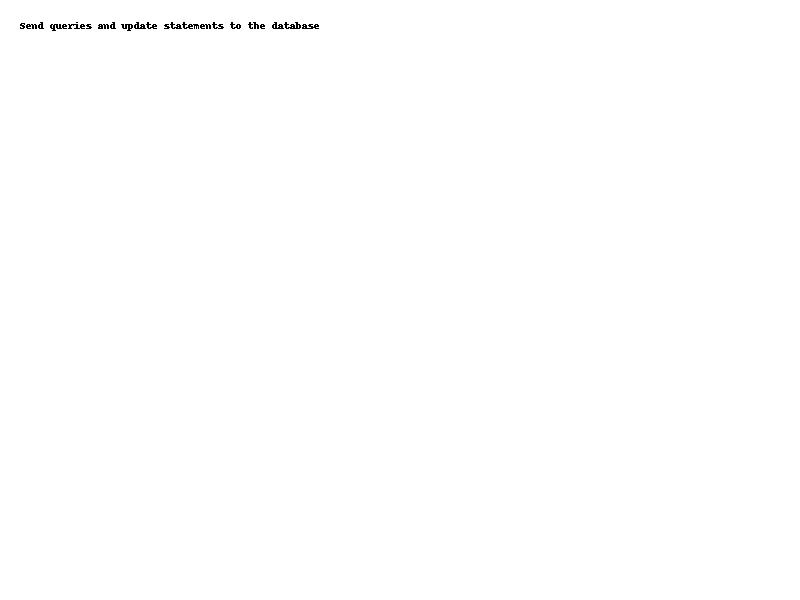 Send queries and update statements to the database